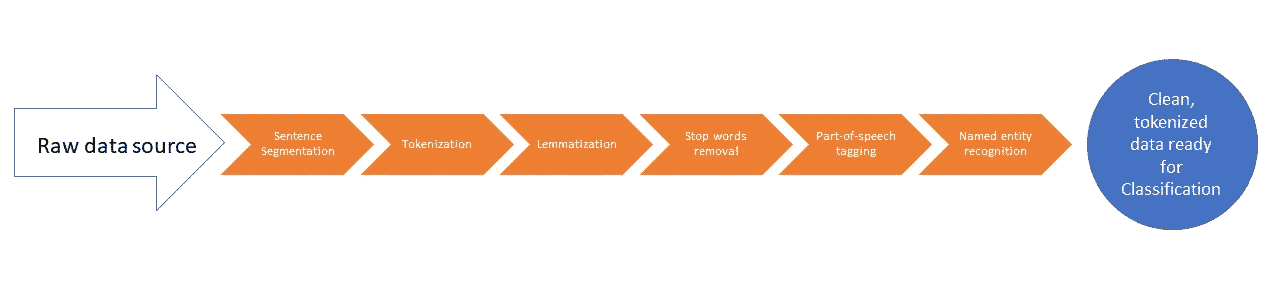 Raw data source
Sentence
Segmentation
Tokenization
Lemmatization
Stop words
removal
Part-of-speech
tagging
Named entity
recognition
Clean,
tokenized
data ready
for
Classification